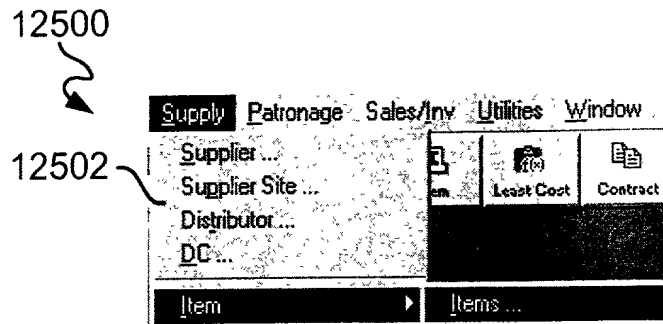 12500
Supply Patronage Sales/Inv Utilities Window
12502
Supplier ...
Supplier Site ...
Distributor ...
DC ...
Least Cost Contract
Item Items ...